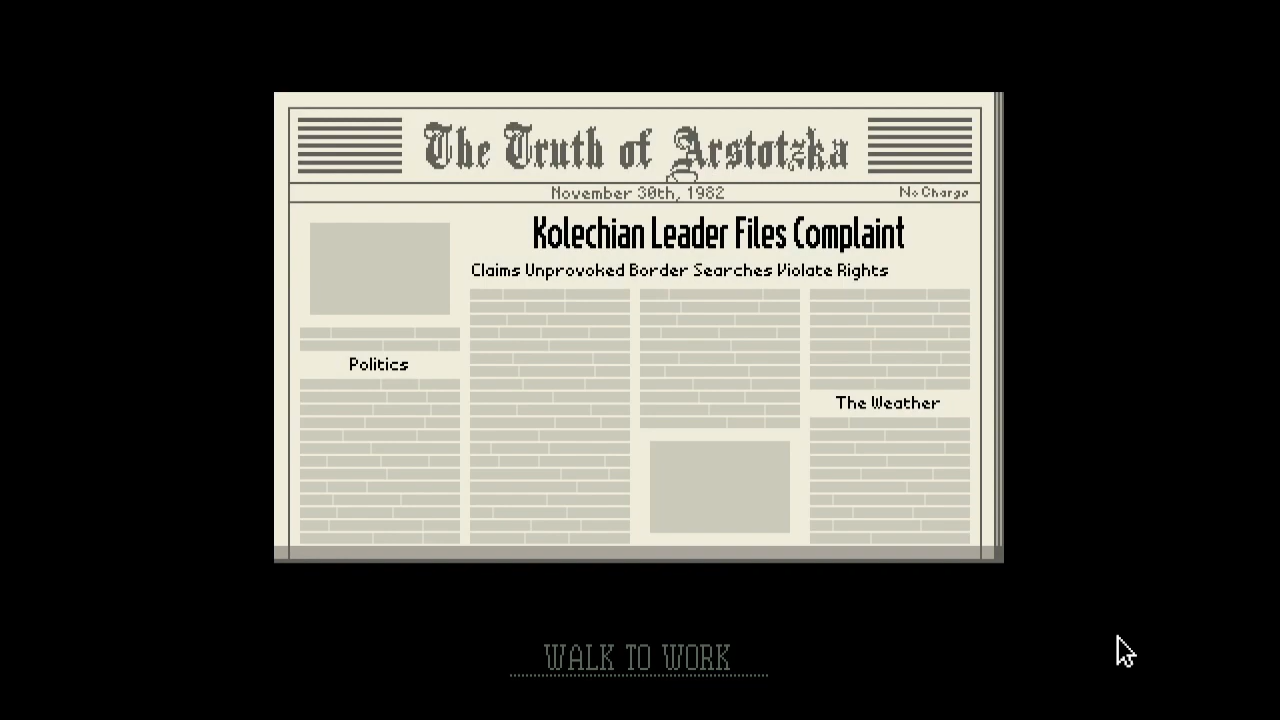 The Truth of Arstotzka
November 30th, 1982
No Charge
Kolechian Leader Files Complaint
Claims Unprovoked Border Searches Violate Rights
Politics
The Weather
WALK TO WORK